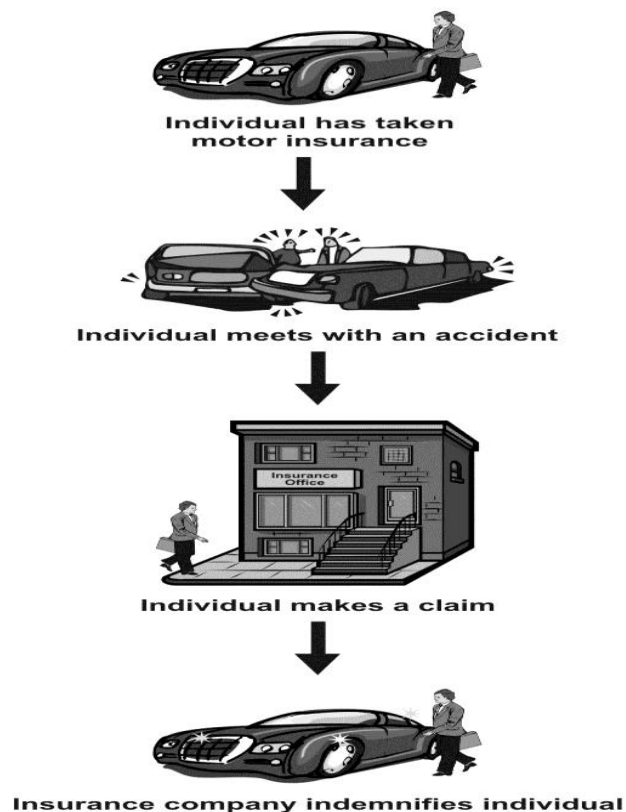 Individual has taken
motor insurance
Individual meets with an accident
Insurance
Office
Individual makes a claim
Insurance company indemnifies individual